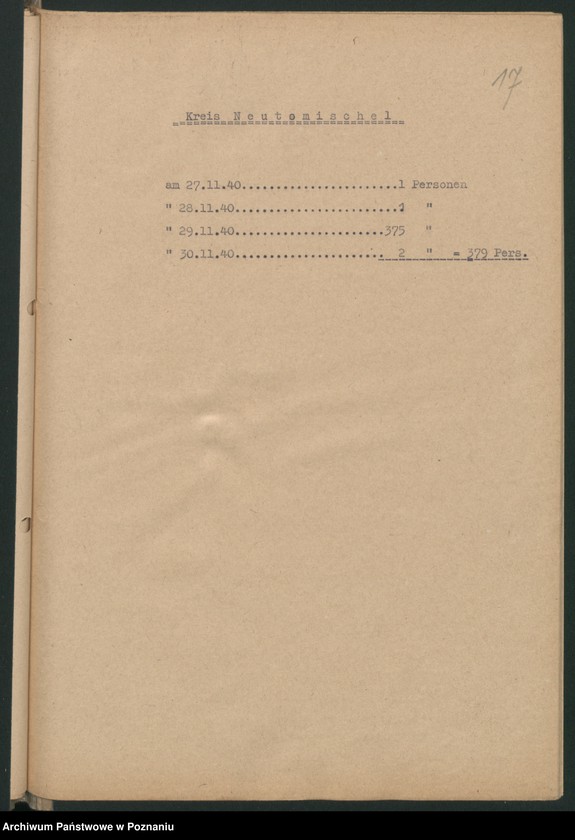 17
Kreis Neutomischel
am 27.11.40.......................1 Personen
" 28.11.40.......................1 "
" 29.11.40.....................375 "
" 30.11.40..................... 2 " = 379 Pers.
Archiwum Państwowe w Poznaniu